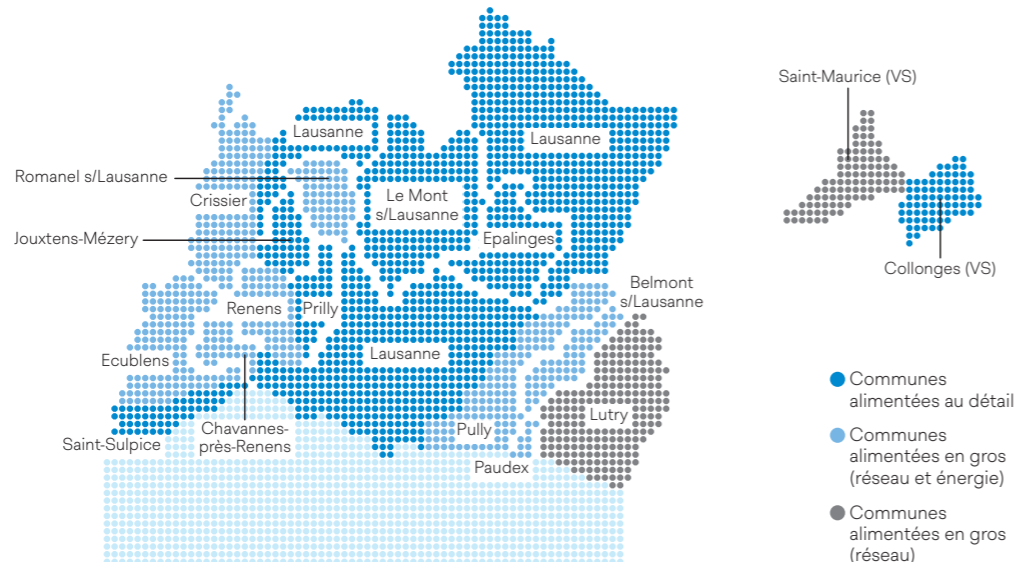 Saint-Maurice (VS)
Lausanne
Lausanne
Romanel s/Lausanne
Crissier
Le Mont
s/Lausanne
Jouxtens-Mézery
Epalinges
Collonges (VS)
Belmont
s/Lausanne
Renens
Prilly
Ecublens
Lausanne
Saint-Sulpice
Chavannes-
près-Renens
Pully
Lutry
Paudex
Communes
alimentées au détail
Communes
alimentées en gros
(réseau et énergie)
Communes
alimentées en gros
(réseau)